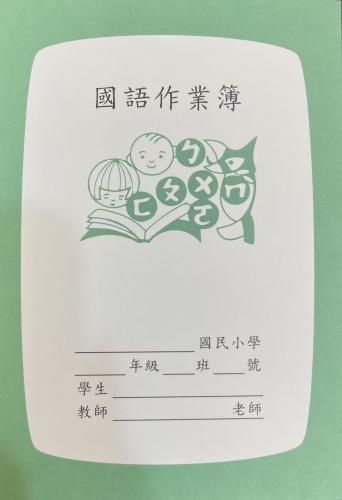 國語作業簿
ㄅ
ㄈㄆㄨㄇ
ㄛ
國民小學
年級 班 號
學生
教師 老師